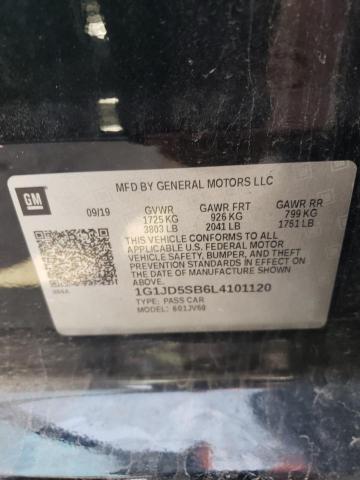 MFD BY GENERAL MOTORS LLC
GM
09/19 GVWR GAWR FRT GAWR RR
1725 KG 926 KG 799 KG
3803 LB 2041 LB 1761 LB
THIS VEHICLE CONFORMS TO ALL
APPLICABLE U.S. FEDERAL MOTOR
VEHICLE SAFETY, BUMPER, AND THEFT
PREVENTION STANDARDS IN EFFECT ON
THE DATE OF MANUFACTURE SHOWN
ABOVE.
1G1JD5SB6L4101120
TYPE: PASS CAR
MODEL: 601JV69